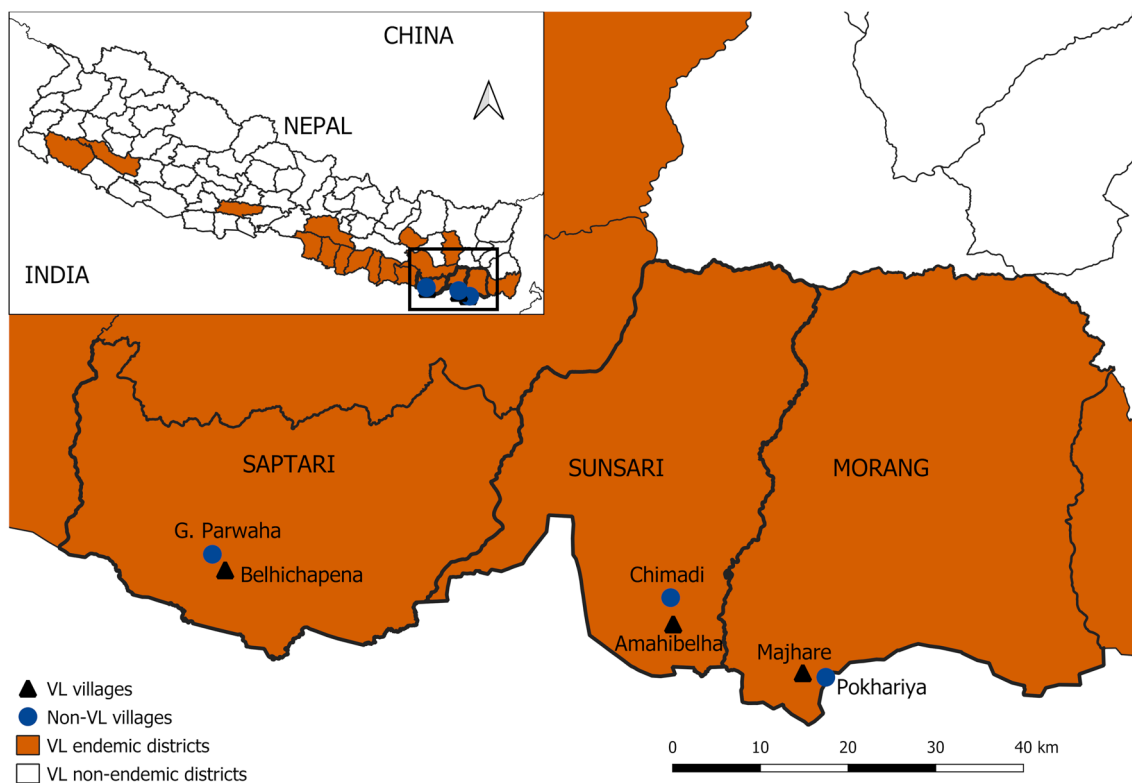 CHINA
NEPAL
INDIA
SAPTARI
SUNSARI
MORANG
G. Parwaha
Belhichapena
Chimadi
Amahibelha
Majhare
Pokhariya
VL villages
Non-VL villages
VL endemic districts
VL non-endemic districts
0 10 20 30 40 km